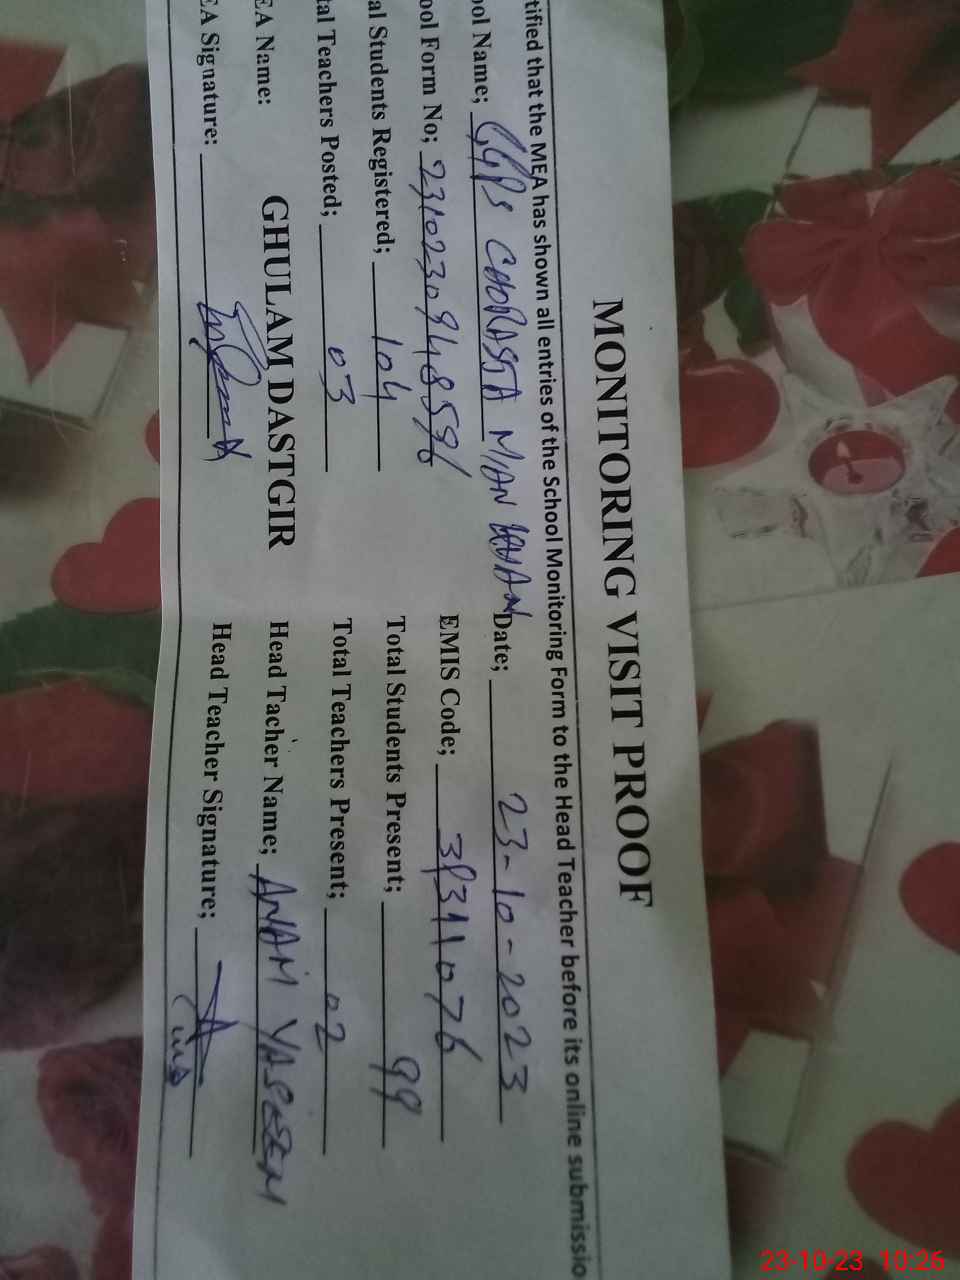 MONITORING VISIT PROOF
tified that the MEA has shown all entries of the School Monitoring Form to the Head Teacher before its online submissio
ool Name; GGPS CHORASTA MIAN KHAN Date; 23-10-2023
ool Form No; 2310230948596 EMIS Code; 38311076
al Students Registered; 104 Total Students Present; 99
tal Teachers Posted; 03 Total Teachers Present; 02
EA Name: GHULAM DASTGIR Head Tacher Name; ANAM YASEEN
EA Signature: Head Teacher Signature;
23-10-23 10:26